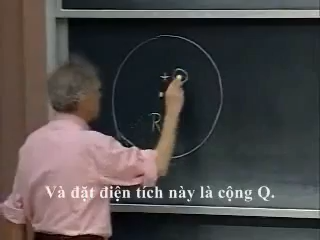 +Q
R
Và đặt điện tích này là cộng Q.